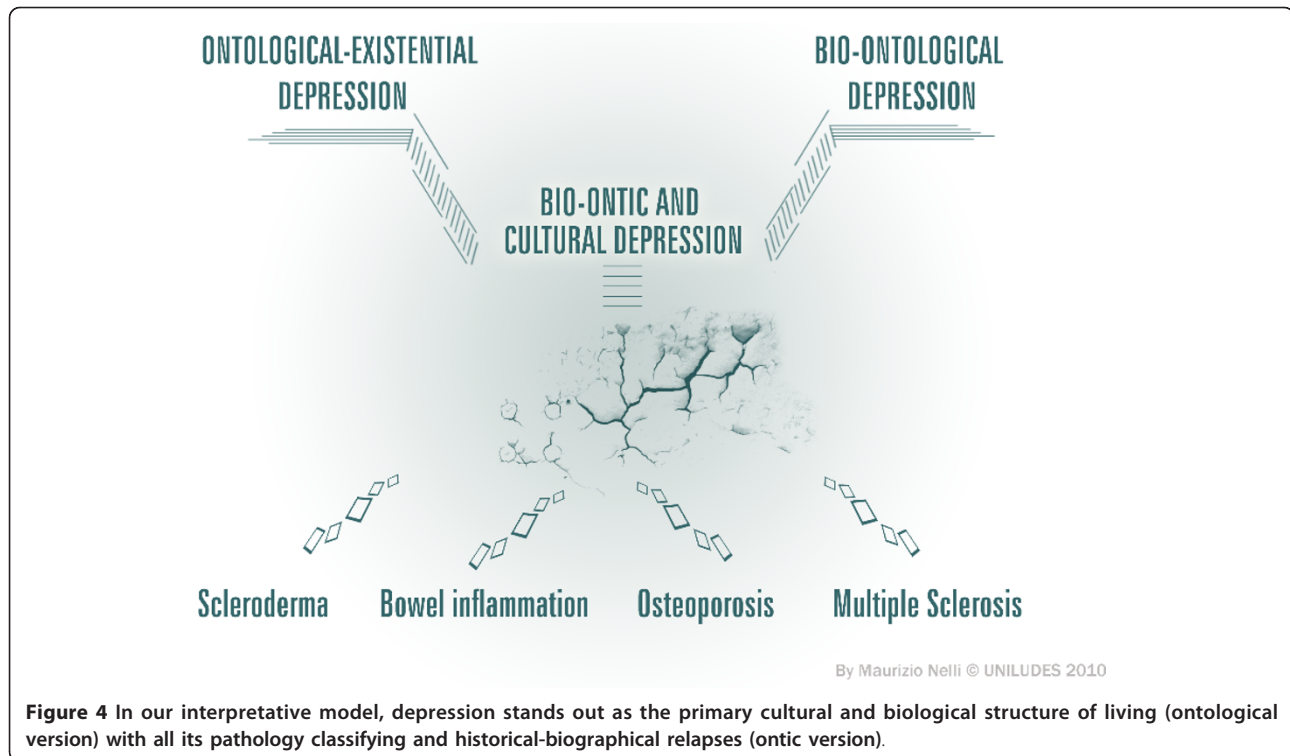 ONTOLOGICAL-EXISTENTIAL
DEPRESSION
BIO-ONTOLOGICAL
DEPRESSION
BIO-ONTIC AND
CULTURAL DEPRESSION
Scleroderma
Bowel inflammation
Osteoporosis
Multiple Sclerosis
By Maurizio Nelli © UNILUDES 2010
Figure 4 In our interpretative model, depression stands out as the primary cultural and biological structure of living (ontological
version) with all its pathology classifying and historical-biographical relapses (ontic version).